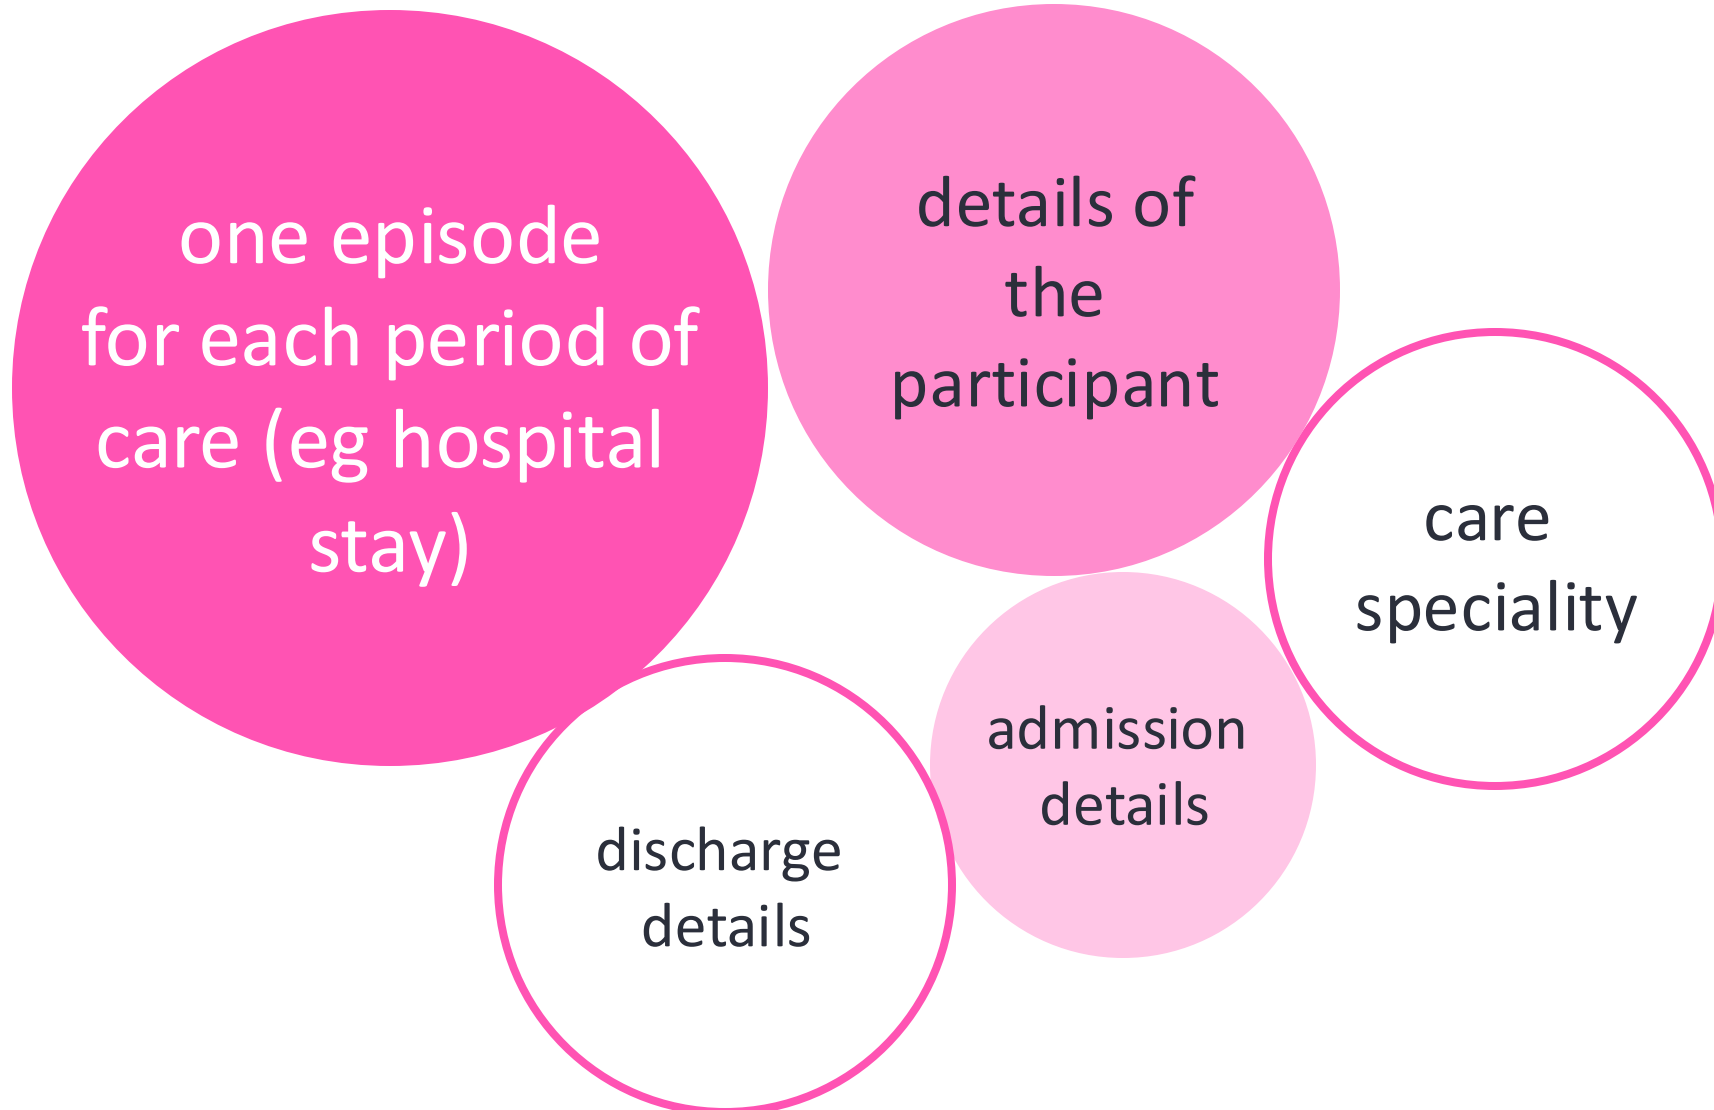 one episode
for each period of
care (eg hospital
stay)
details of
the
participant
care
speciality
admission
details
discharge
details